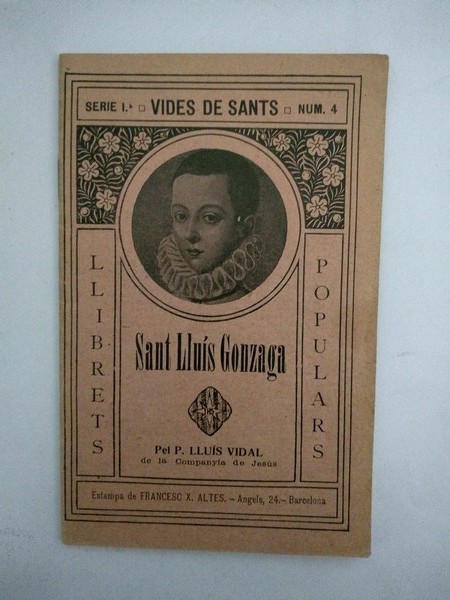 SERIE I.ª □ VIDES DE SANTS □ NUM. 4
LLIBRETS
POPULARS
Sant Lluís Gonzaga
Pel P. LLUÍS VIDAL
de la Companyia de Jesús
Estampa de FRANCESC X. ALTES. – Angels, 24. – Barcelona